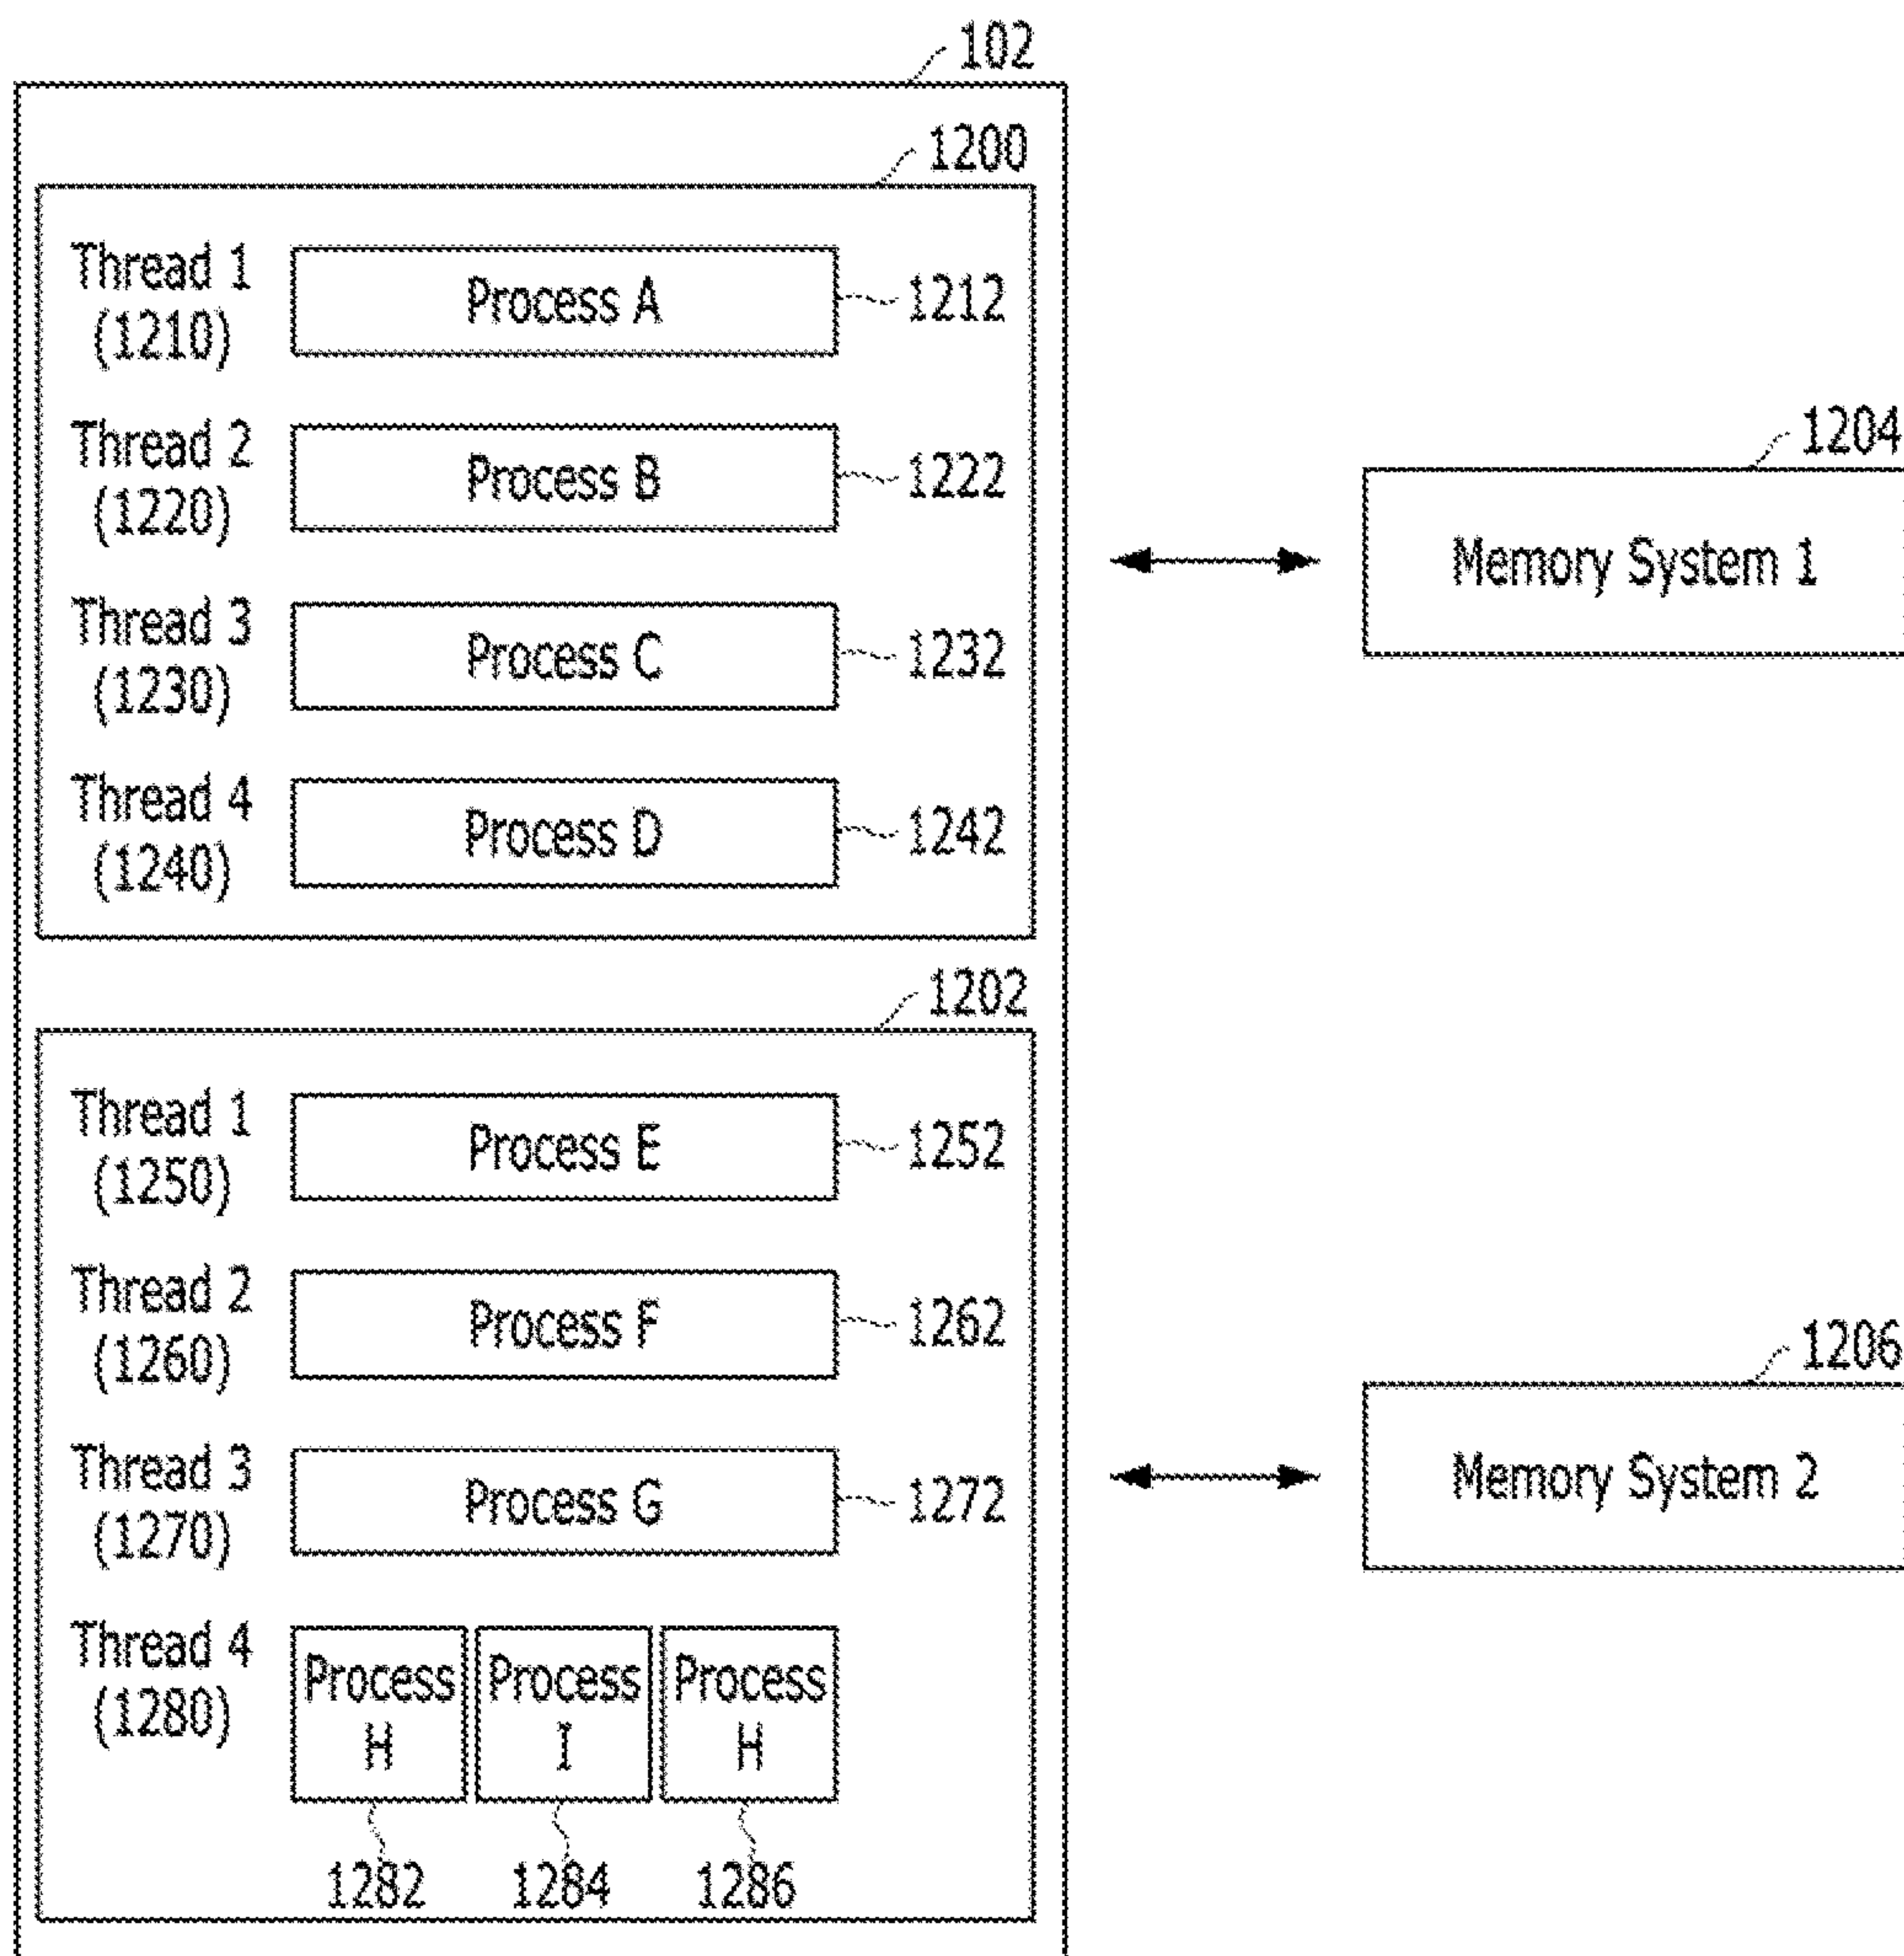 102
1200
Thread 1
(1210)
Process A
1212
Thread 2
(1220)
Process B
1222
Thread 3
(1230)
Process C
1232
Thread 4
(1240)
Process D
1242
1204
Memory System 1
1202
Thread 1
(1250)
Process E
1252
Thread 2
(1260)
Process F
1262
Thread 3
(1270)
Process G
1272
Thread 4
(1280)
Process
H
Process
I
Process
H
1282
1284
1286
1206
Memory System 2